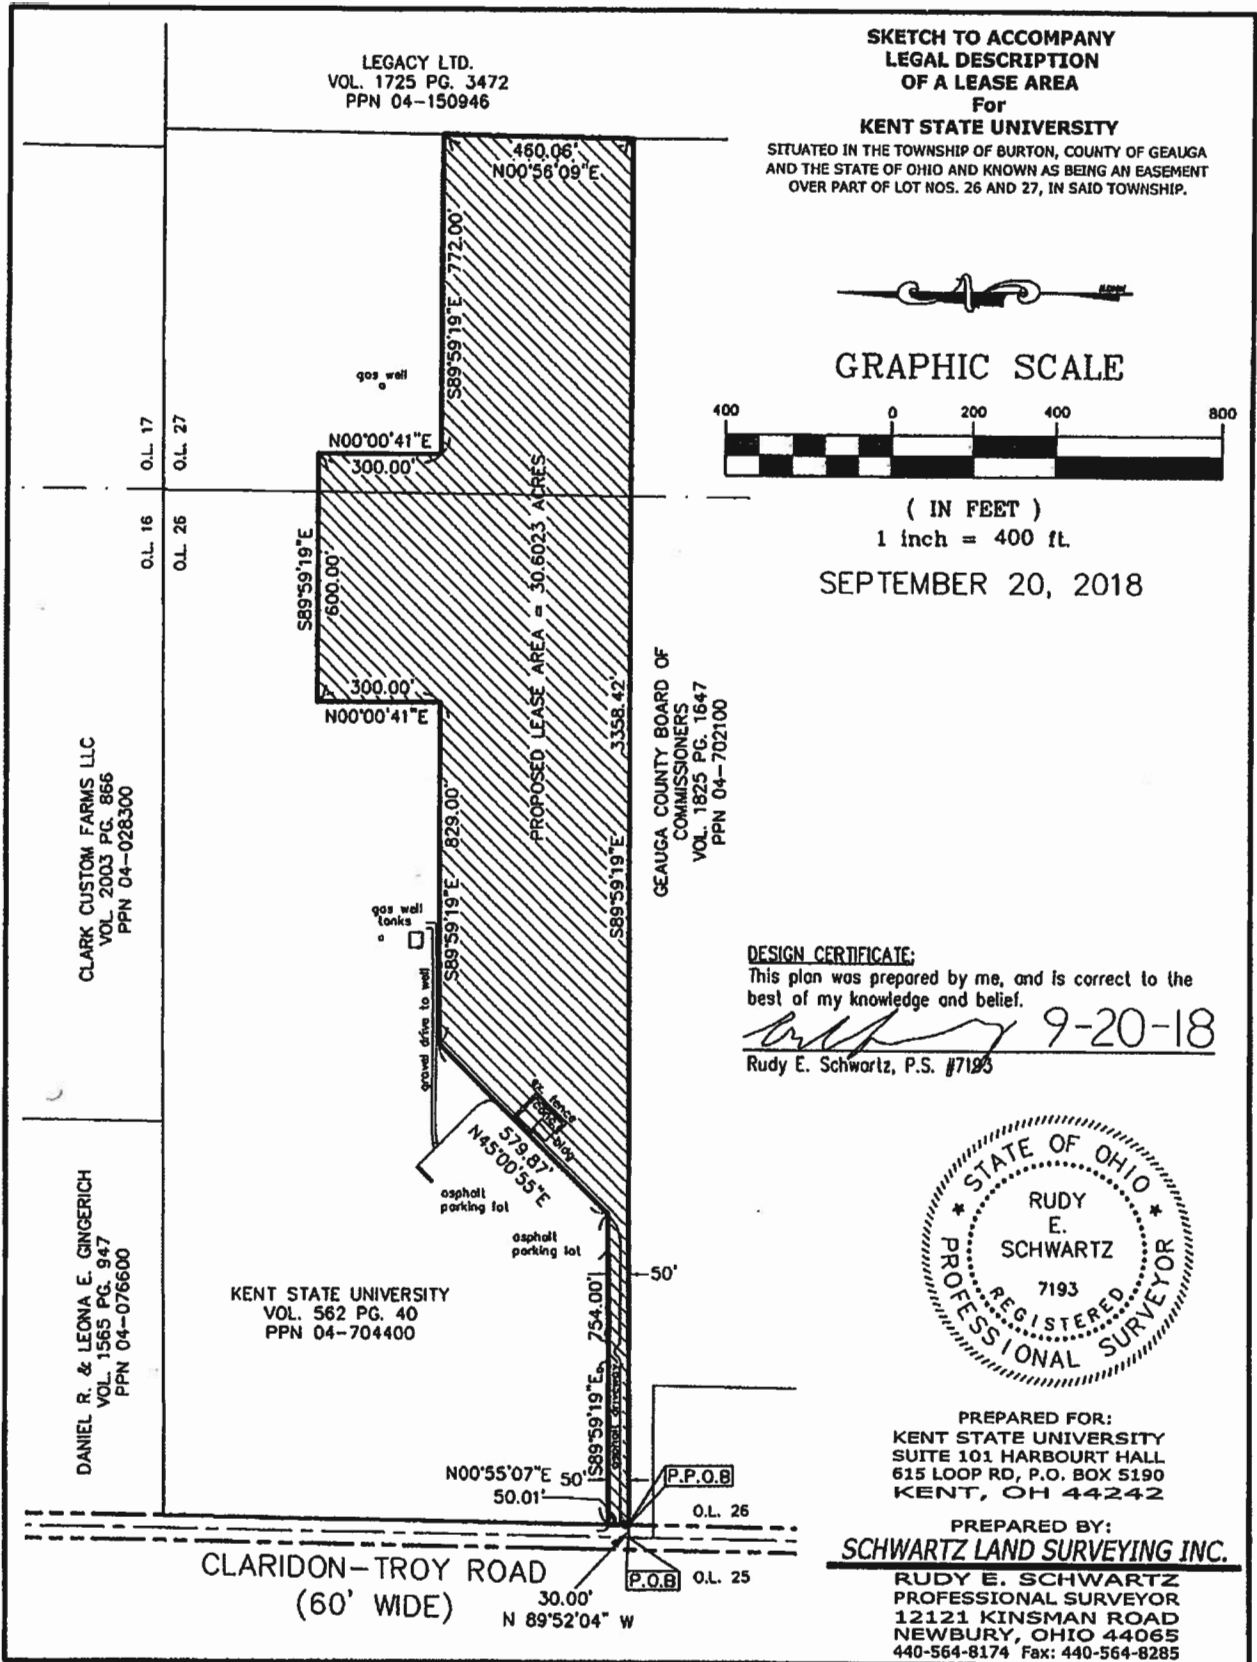 SKETCH TO ACCOMPANY
LEGAL DESCRIPTION
OF A LEASE AREA
For
KENT STATE UNIVERSITY
SITUATED IN THE TOWNSHIP OF BURTON, COUNTY OF GEAUGA
AND THE STATE OF OHIO AND KNOWN AS BEING AN EASEMENT
OVER PART OF LOT NOS. 26 AND 27, IN SAID TOWNSHIP.
LEGACY LTD.
VOL. 1725 PG. 3472
PPN 04-150946
460.06'
N00°56'09"E
S89°59'19"E 772.00'
gas well
N00°00'41"E
300.00'
O.L. 17
O.L. 27
O.L. 16
O.L. 26
S89°59'19"E
600.00'
300.00'
N00°00'41"E
PROPOSED LEASE AREA = 30.6023 ACRES
S89°59'19"E 3358.42'
S89°59'19"E 829.00'
GRAPHIC SCALE
400 0 200 400 800
( IN FEET )
1 inch = 400 ft.
SEPTEMBER 20, 2018
GEAUGA COUNTY BOARD OF
COMMISSIONERS
VOL. 1825 PG. 1647
PPN 04-702100
CLARK CUSTOM FARMS LLC
VOL. 2003 PG. 866
PPN 04-028300
gas well
tanks
gravel drive to well
DESIGN CERTIFICATE:
This plan was prepared by me, and is correct to the
best of my knowledge and belief.
9-20-18
Rudy E. Schwartz, P.S. #7193
fence
conc.
bldg
579.87'
N45°00'55"E
asphalt
parking lot
asphalt
parking lot
DANIEL R. & LEONA E. GINGERICH
VOL. 1565 PG. 947
PPN 04-076600
KENT STATE UNIVERSITY
VOL. 562 PG. 40
PPN 04-704400
50'
S89°59'19"E 754.00'
asphalt driveway
STATE OF OHIO
RUDY
E.
SCHWARTZ
7193
REGISTERED
PROFESSIONAL SURVEYOR
N00°55'07"E 50'
50.01'
P.P.O.B
O.L. 26
P.O.B
O.L. 25
CLARIDON-TROY ROAD
(60' WIDE)
30.00'
N 89°52'04" W
PREPARED FOR:
KENT STATE UNIVERSITY
SUITE 101 HARBOURT HALL
615 LOOP RD, P.O. BOX 5190
KENT, OH 44242
PREPARED BY:
SCHWARTZ LAND SURVEYING INC.
RUDY E. SCHWARTZ
PROFESSIONAL SURVEYOR
12121 KINSMAN ROAD
NEWBURY, OHIO 44065
440-564-8174 Fax: 440-564-8285